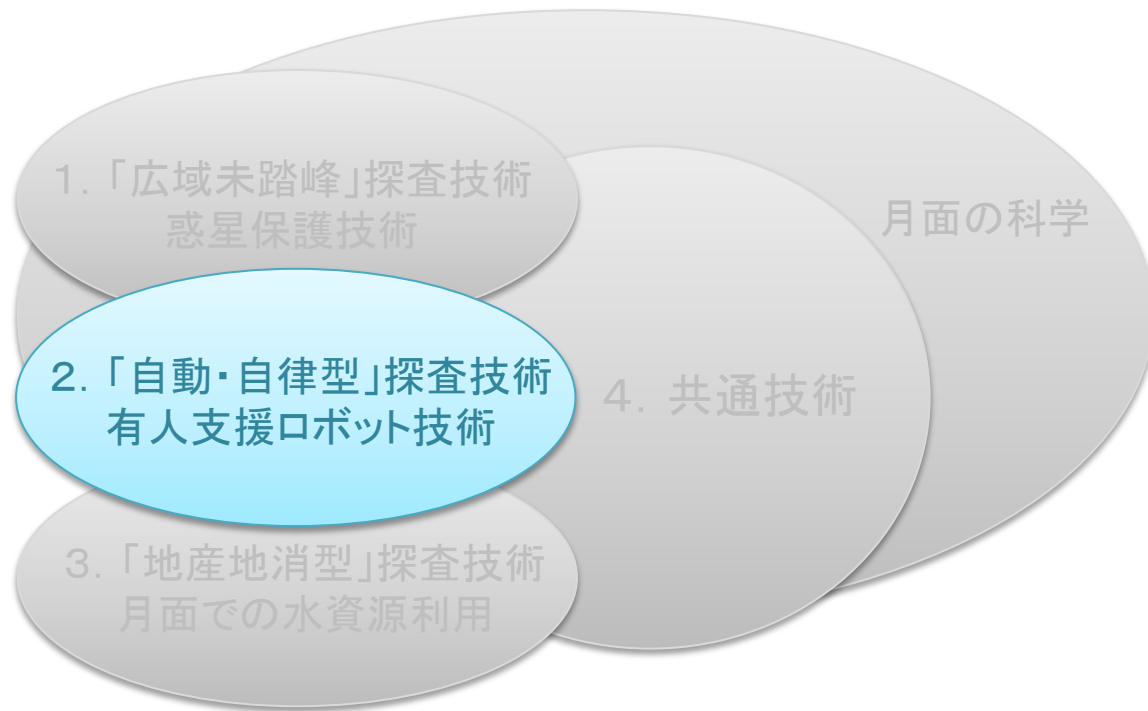 1．「広域未踏峰」探査技術
惑星保護技術
月面の科学
2．「自動・自律型」探査技術
有人支援ロボット技術
4．共通技術
3．「地産地消型」探査技術
月面での水資源利用